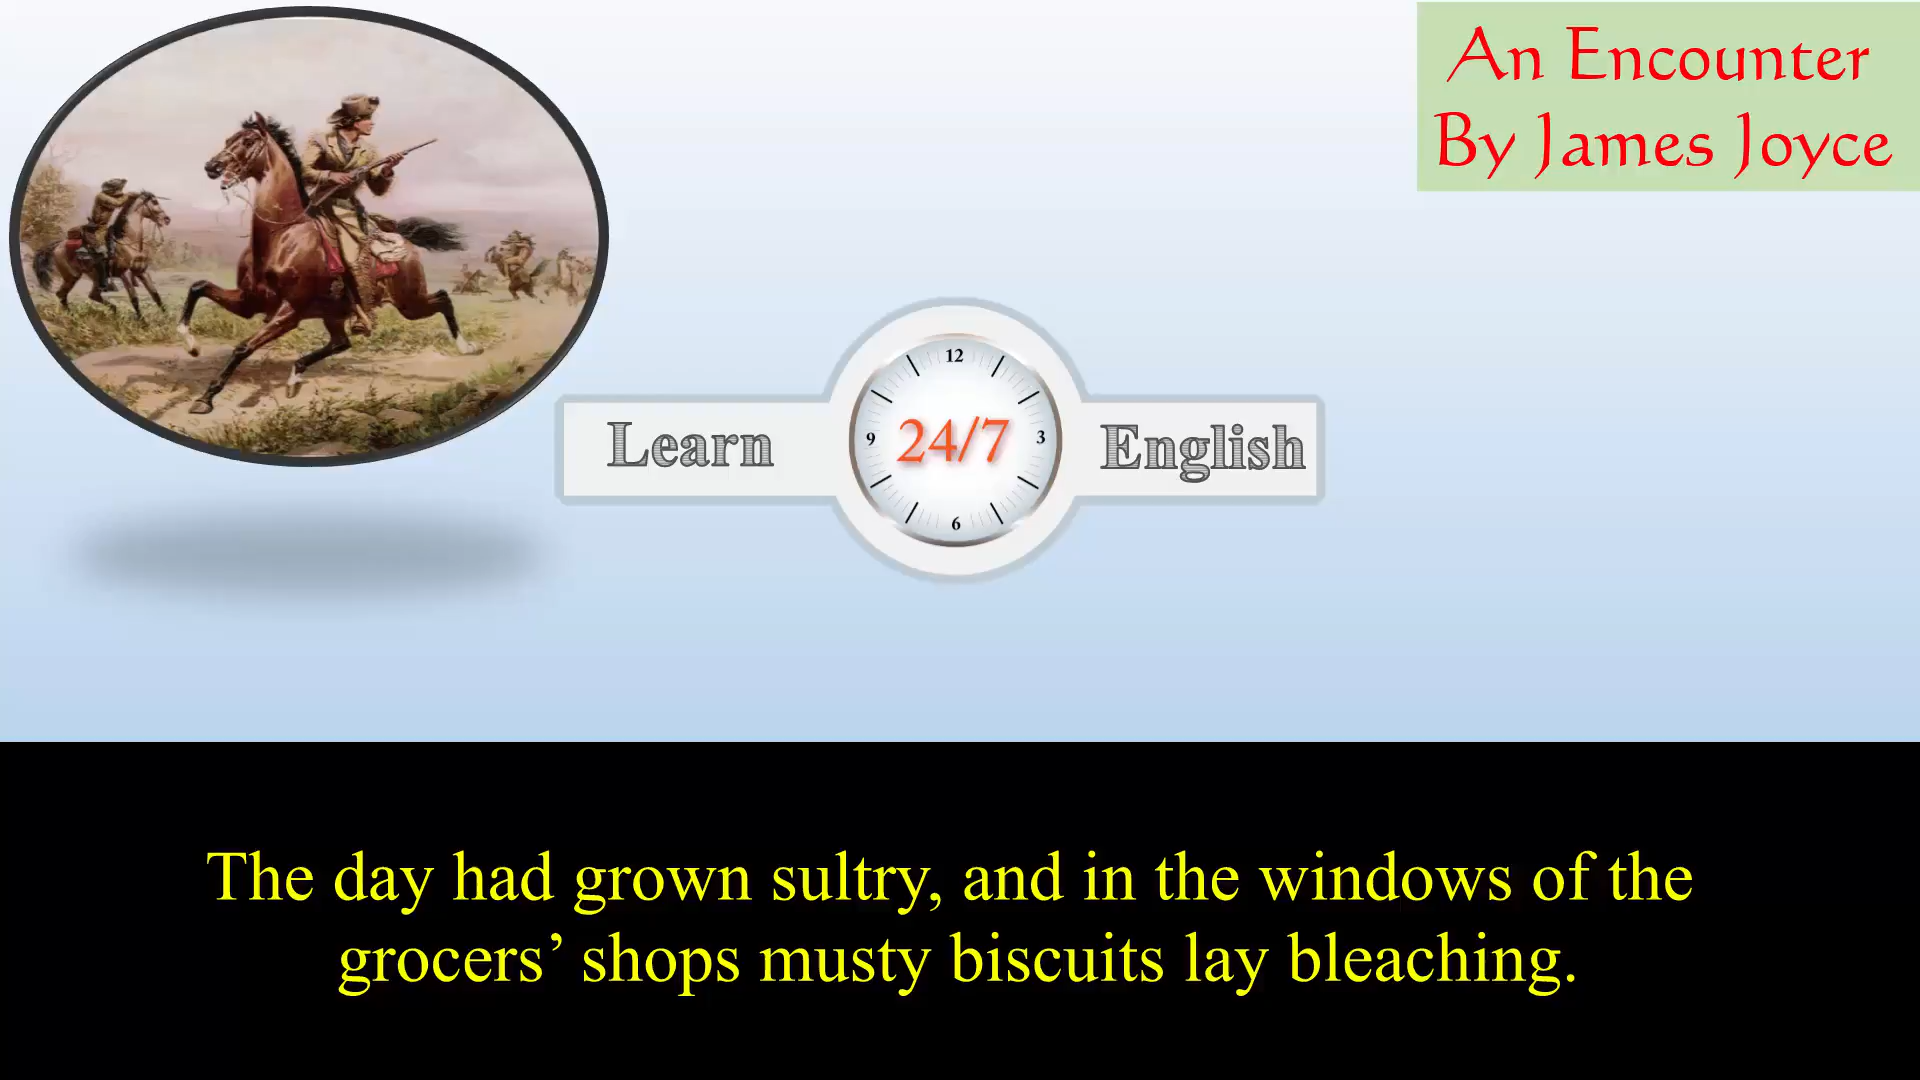 An Encounter
By James Joyce
Learn 24/7 English
12
9
3
6
The day had grown sultry, and in the windows of the
grocers’ shops musty biscuits lay bleaching.